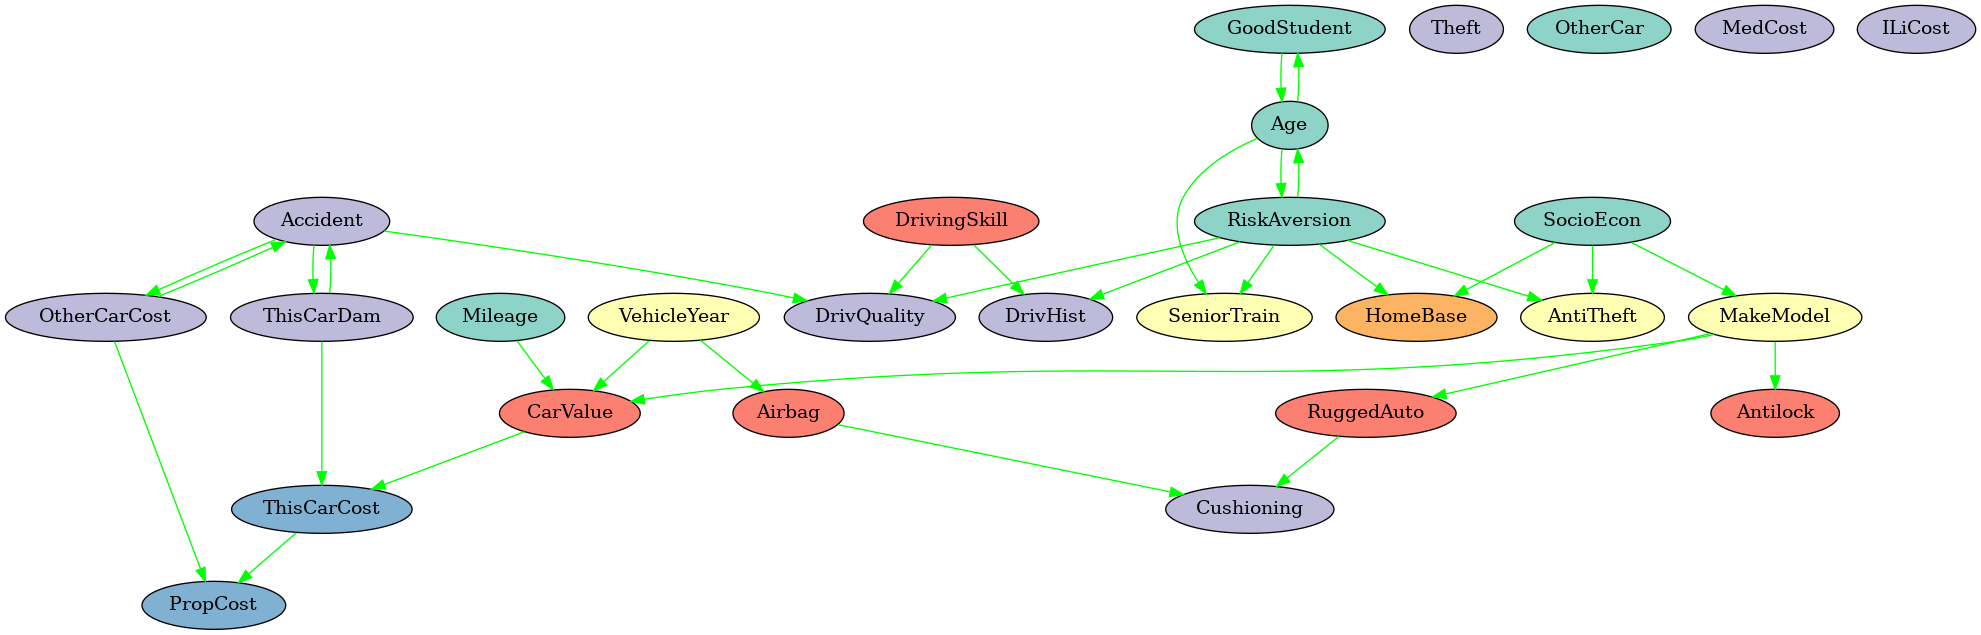 GoodStudent
Theft
OtherCar
MedCost
ILiCost
Age
Accident
DrivingSkill
RiskAversion
SocioEcon
OtherCarCost
ThisCarDam
Mileage
VehicleYear
DrivQuality
DrivHist
SeniorTrain
HomeBase
AntiTheft
MakeModel
CarValue
Airbag
RuggedAuto
Antilock
ThisCarCost
Cushioning
PropCost